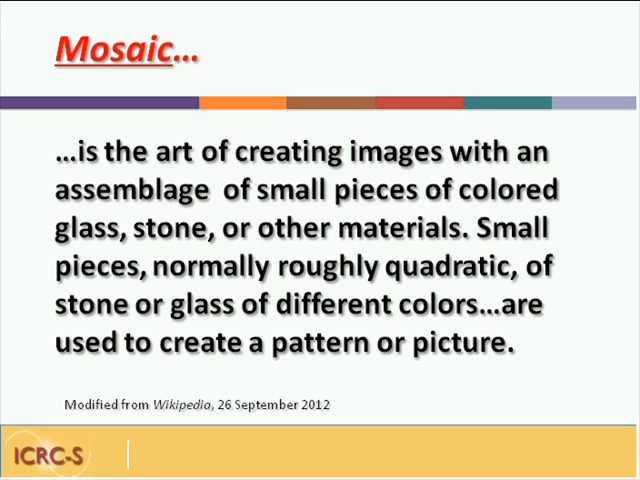 Mosaic...
...is the art of creating images with an
assemblage of small pieces of colored
glass, stone, or other materials. Small
pieces, normally roughly quadratic, of
stone or glass of different colors...are
used to create a pattern or picture.
Modified from Wikipedia, 26 September 2012
ICRC-S